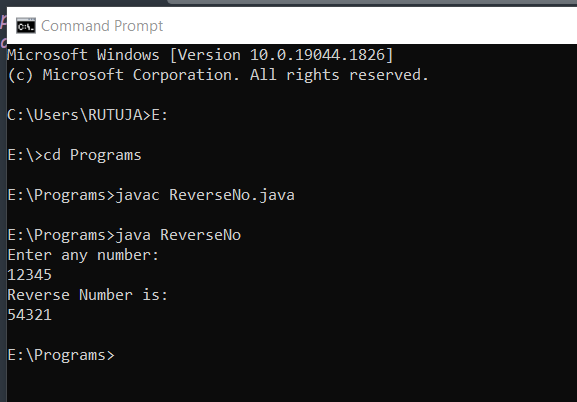 Command Prompt
Microsoft Windows [Version 10.0.19044.1826]
(c) Microsoft Corporation. All rights reserved.
C:\Users\RUTUJA>E:
E:\>cd Programs
E:\Programs>javac ReverseNo.java
E:\Programs>java ReverseNo
Enter any number:
12345
Reverse Number is:
54321
E:\Programs>